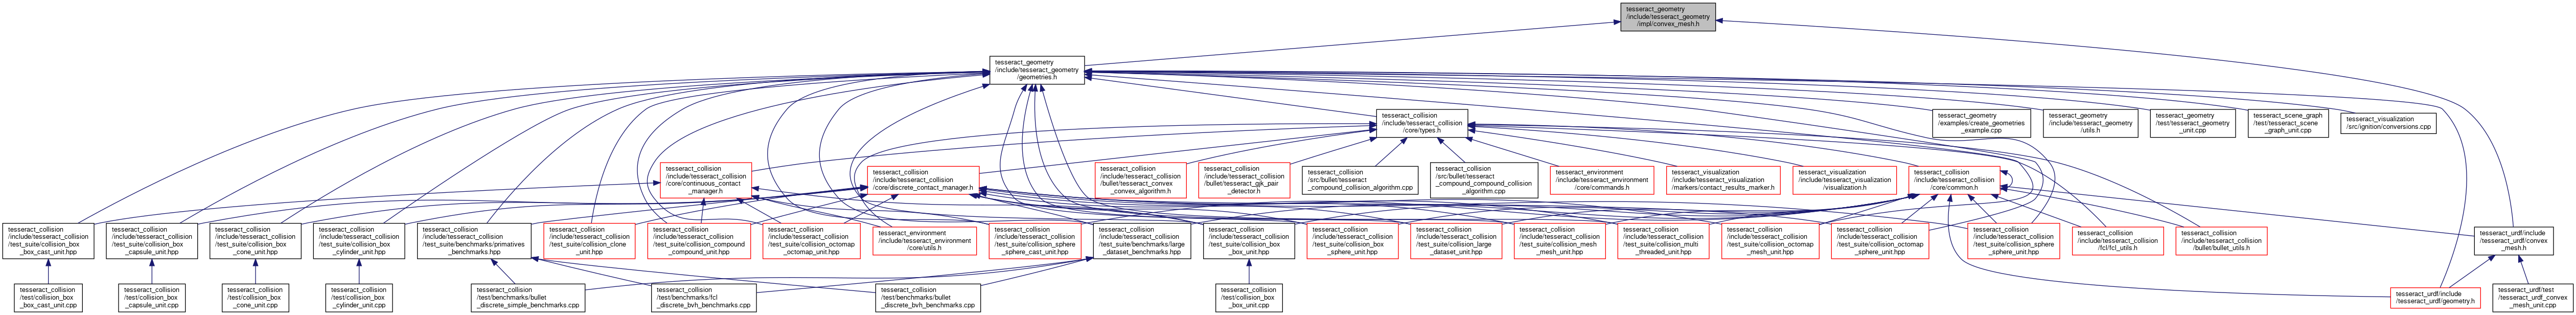 tesseract_geometry
/include/tesseract_geometry
/impl/convex_mesh.h
tesseract_geometry
/include/tesseract_geometry
/geometries.h
tesseract_collision
/include/tesseract_collision
/core/types.h
tesseract_geometry
/examples/create_geometries
_example.cpp
tesseract_geometry
/include/tesseract_geometry
/utils.h
tesseract_geometry
/test/tesseract_geometry
_unit.cpp
tesseract_scene_graph
/test/tesseract_scene
_graph_unit.cpp
tesseract_visualization
/src/ignition/conversions.cpp
tesseract_collision
/include/tesseract_collision
/core/continuous_contact
_manager.h
tesseract_collision
/include/tesseract_collision
/core/discrete_contact_manager.h
tesseract_collision
/include/tesseract_collision
/bullet/tesseract_convex
_convex_algorithm.h
tesseract_collision
/include/tesseract_collision
/bullet/tesseract_gjk_pair
_detector.h
tesseract_collision
/src/bullet/tesseract
_compound_collision_algorithm.cpp
tesseract_collision
/src/bullet/tesseract
_compound_compound_collision
_algorithm.cpp
tesseract_environment
/include/tesseract_environment
/core/commands.h
tesseract_visualization
/include/tesseract_visualization
/markers/contact_results_marker.h
tesseract_visualization
/include/tesseract_visualization
/visualization.h
tesseract_collision
/include/tesseract_collision
/core/common.h
tesseract_collision
/include/tesseract_collision
/test_suite/collision_box
_box_cast_unit.hpp
tesseract_collision
/include/tesseract_collision
/test_suite/collision_box
_capsule_unit.hpp
tesseract_collision
/include/tesseract_collision
/test_suite/collision_box
_cone_unit.hpp
tesseract_collision
/include/tesseract_collision
/test_suite/collision_box
_cylinder_unit.hpp
tesseract_collision
/include/tesseract_collision
/test_suite/benchmarks/primitives
_benchmarks.hpp
tesseract_collision
/include/tesseract_collision
/test_suite/collision_clone
_unit.hpp
tesseract_collision
/include/tesseract_collision
/test_suite/collision_compound
_compound_unit.hpp
tesseract_collision
/include/tesseract_collision
/test_suite/collision_octomap
_octomap_unit.hpp
tesseract_environment
/include/tesseract_environment
/core/utils.h
tesseract_collision
/include/tesseract_collision
/test_suite/collision_sphere
_sphere_cast_unit.hpp
tesseract_collision
/include/tesseract_collision
/test_suite/benchmarks/large
_dataset_benchmarks.hpp
tesseract_collision
/include/tesseract_collision
/test_suite/collision_box
_box_unit.hpp
tesseract_collision
/include/tesseract_collision
/test_suite/collision_box
_sphere_unit.hpp
tesseract_collision
/include/tesseract_collision
/test_suite/collision_large
_dataset_unit.hpp
tesseract_collision
/include/tesseract_collision
/test_suite/collision_mesh
_mesh_unit.hpp
tesseract_collision
/include/tesseract_collision
/test_suite/collision_multi
_threaded_unit.hpp
tesseract_collision
/include/tesseract_collision
/test_suite/collision_octomap
_mesh_unit.hpp
tesseract_collision
/include/tesseract_collision
/test_suite/collision_octomap
_sphere_unit.hpp
tesseract_collision
/include/tesseract_collision
/test_suite/collision_sphere
_sphere_unit.hpp
tesseract_collision
/include/tesseract_collision
/fcl/fcl_utils.h
tesseract_collision
/include/tesseract_collision
/bullet/bullet_utils.h
tesseract_urdf/include
/tesseract_urdf/convex
_mesh.h
tesseract_collision
/test/collision_box
_box_cast_unit.cpp
tesseract_collision
/test/collision_box
_capsule_unit.cpp
tesseract_collision
/test/collision_box
_cone_unit.cpp
tesseract_collision
/test/collision_box
_cylinder_unit.cpp
tesseract_collision
/test/benchmarks/bullet
_discrete_simple_benchmarks.cpp
tesseract_collision
/test/benchmarks/fcl
_discrete_bvh_benchmarks.cpp
tesseract_collision
/test/benchmarks/bullet
_discrete_bvh_benchmarks.cpp
tesseract_collision
/test/collision_box
_box_unit.cpp
tesseract_urdf/include
/tesseract_urdf/geometry.h
tesseract_urdf/test
/tesseract_urdf_convex
_mesh_unit.cpp